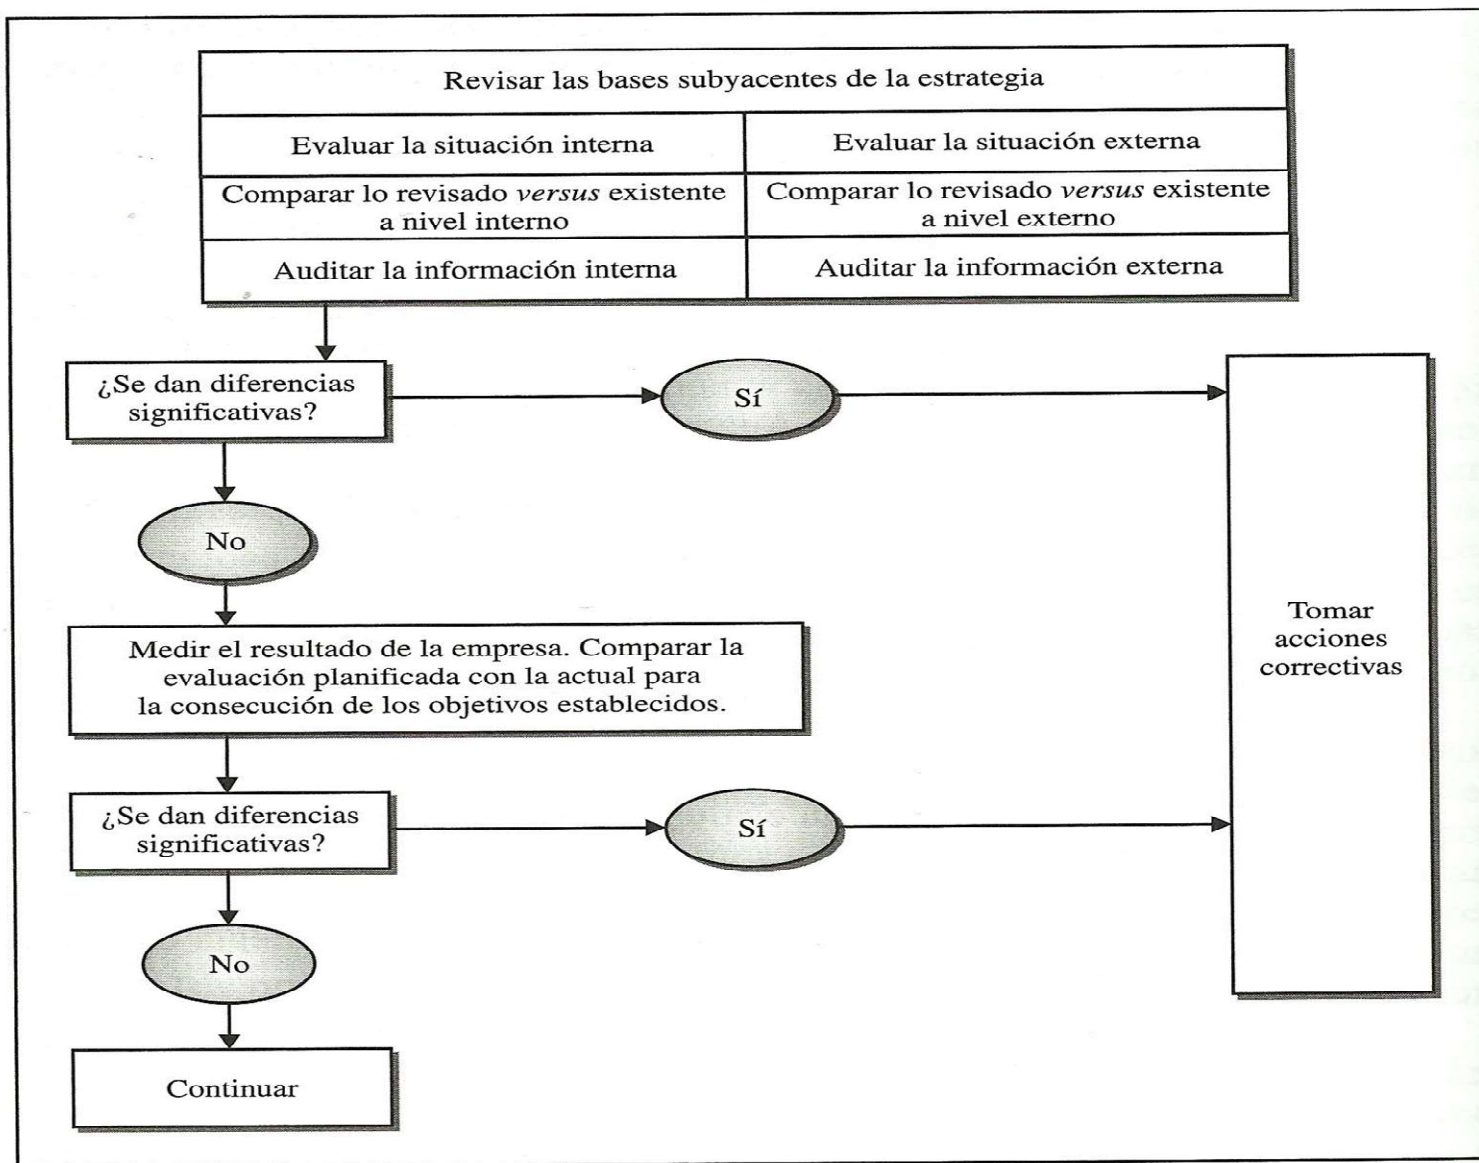 Revisar las bases subyacentes de la estrategia
Evaluar la situación interna
Evaluar la situación externa
Comparar lo revisado versus existente
a nivel interno
Comparar lo revisado versus existente
a nivel externo
Auditar la información interna
Auditar la información externa
¿Se dan diferencias
significativas?
Sí
No
Medir el resultado de la empresa. Comparar la
evaluación planificada con la actual para
la consecución de los objetivos establecidos.
¿Se dan diferencias
significativas?
Sí
No
Continuar
Tomar
acciones
correctivas